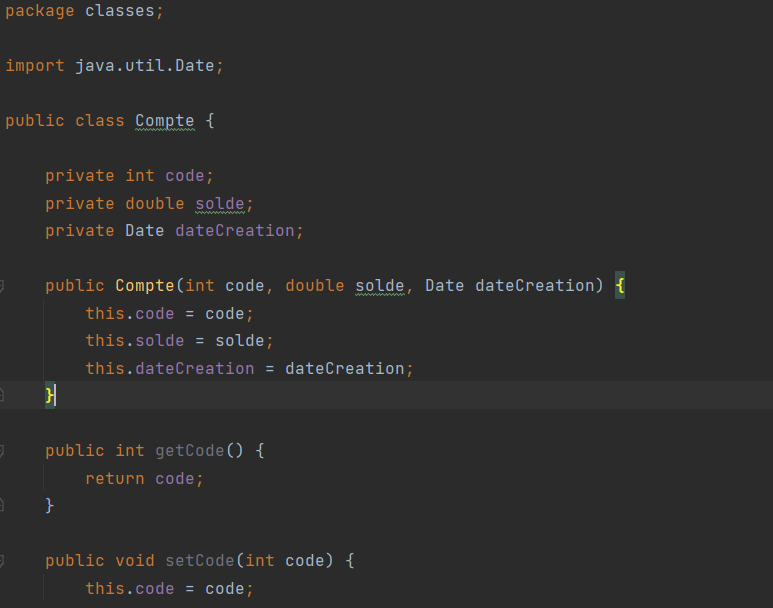 package classes;
import java.util.Date;
public class Compte {
private int code;
private double solde;
private Date dateCreation;
public Compte(int code, double solde, Date dateCreation) {
this.code = code;
this.solde = solde;
this.dateCreation = dateCreation;
}
public int getCode() {
return code;
}
public void setCode(int code) {
this.code = code;